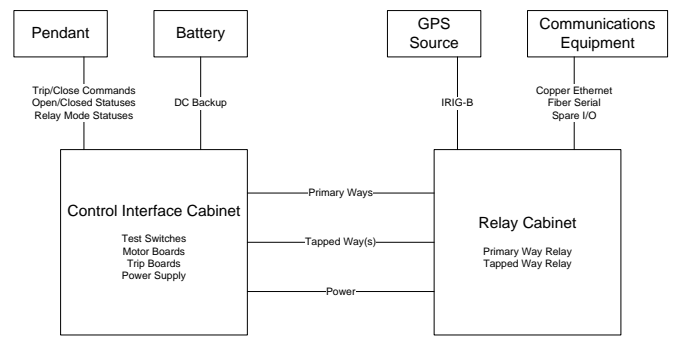 Pendant
Battery
GPS
Source
Communications
Equipment
Trip/Close Commands
Open/Closed Statuses
Relay Mode Statuses
DC Backup
IRIG-B
Copper Ethernet
Fiber Serial
Spare I/O
Control Interface Cabinet
Test Switches
Motor Boards
Trip Boards
Power Supply
Primary Ways
Tapped Way(s)
Power
Relay Cabinet
Primary Way Relay
Tapped Way Relay